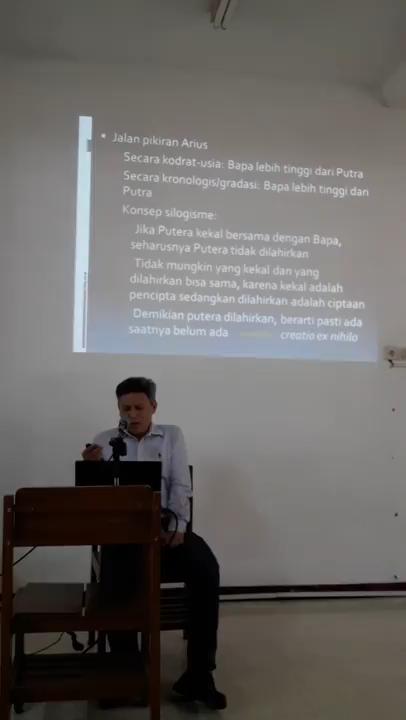 • Jalan pikiran Arius
Secara kodrat-usia: Bapa lebih tinggi dari Putra
Secara kronologis/gradasi: Bapa lebih tinggi dan
Putra
Konsep silogisme:
Jika Putera kekal bersama dengan Bapa,
seharusnya Putera tidak dilahirkan
Tidak mungkin yang kekal dan yang
dilahirkan bisa sama, karena kekal adalah
pencipta sedangkan dilahirkan adalah ciptaan
Demikian putera dilahirkan, berarti pasti ada
saatnya belum ada creatio ex nihilo